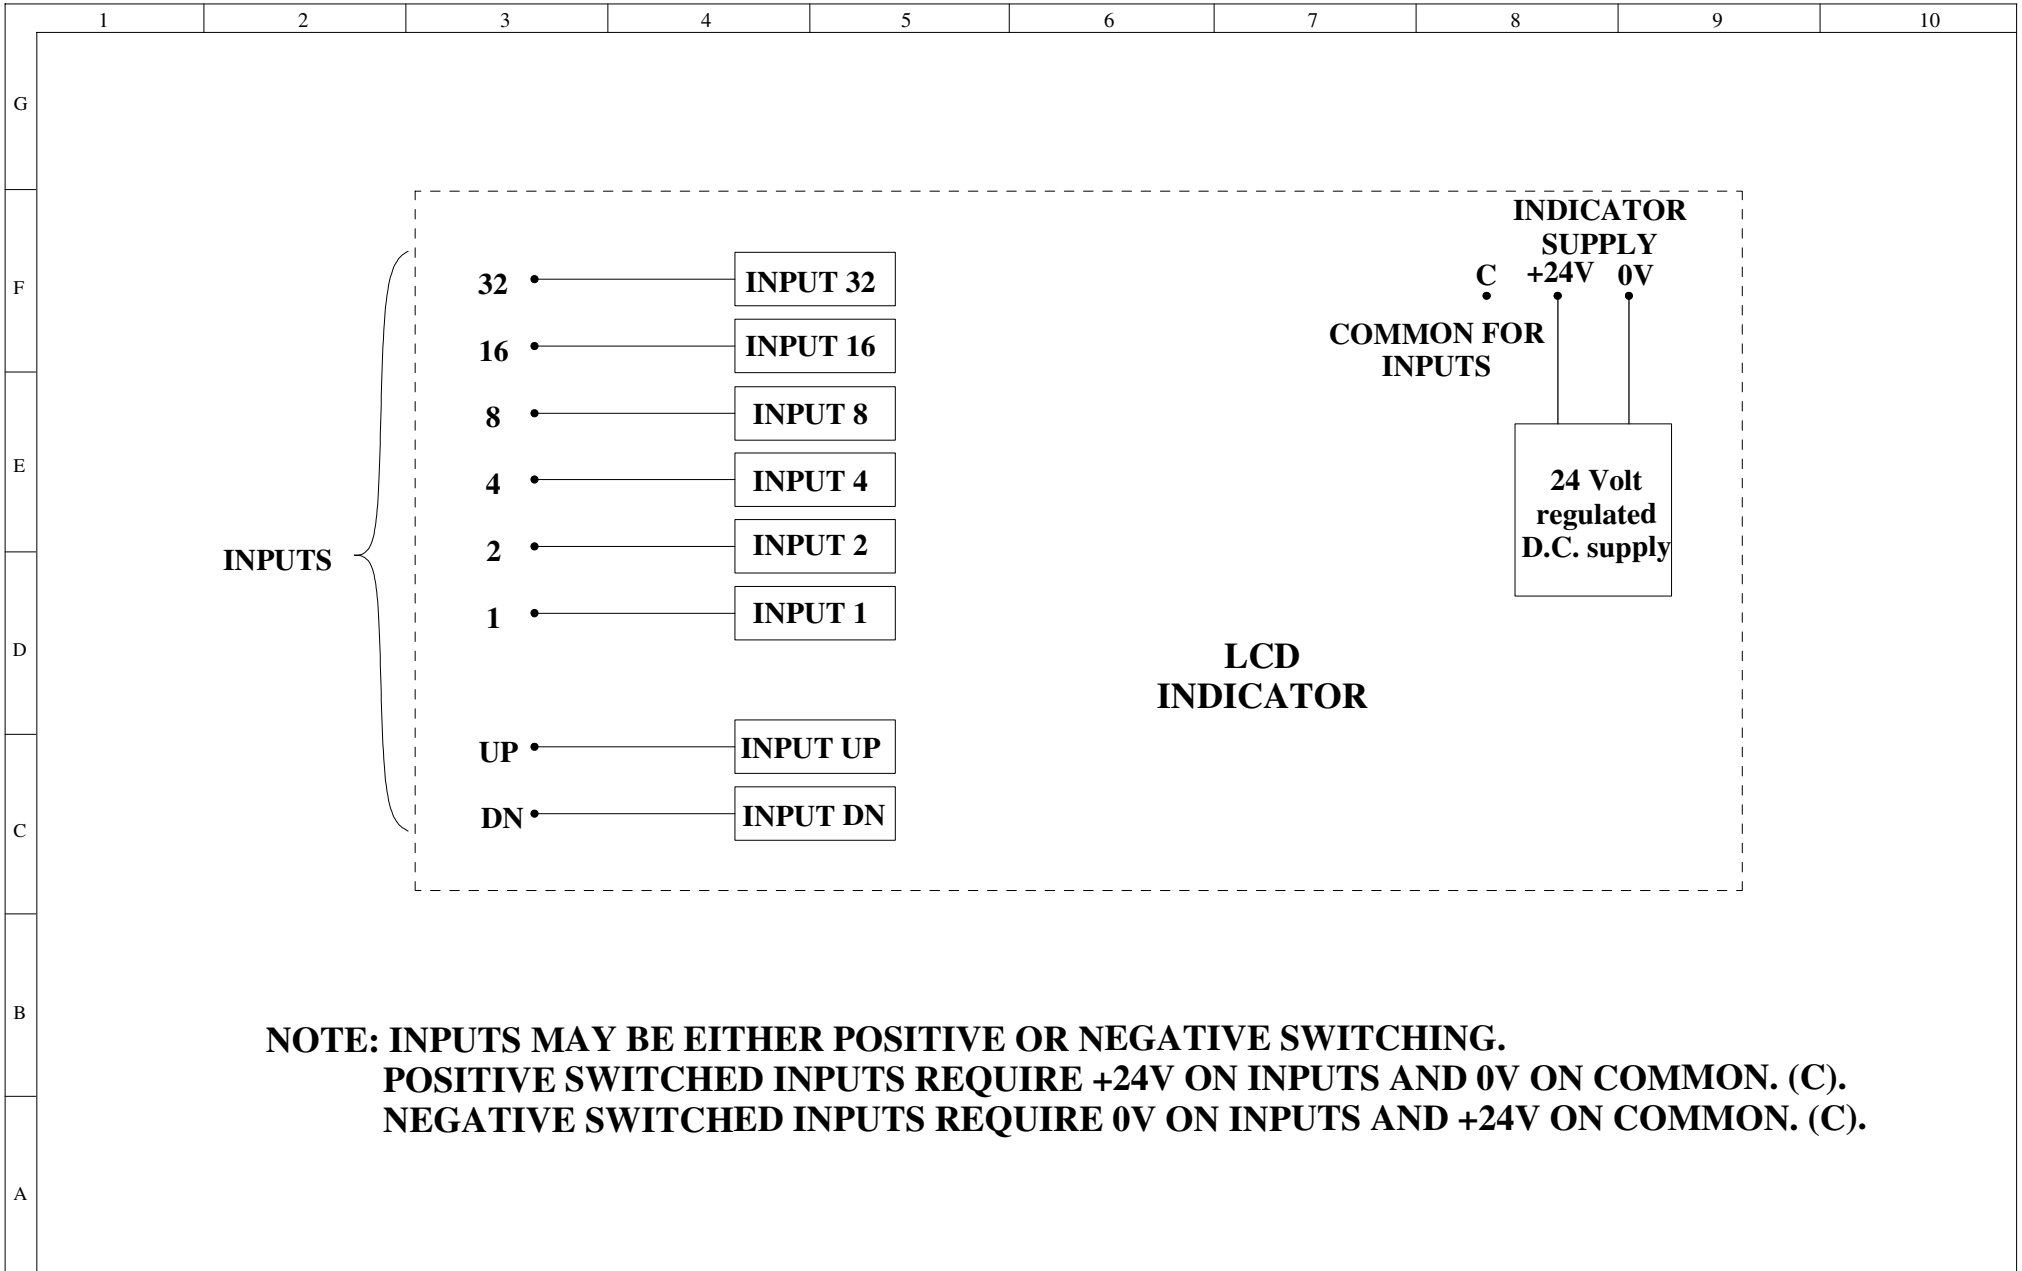 1 2 3 4 5 6 7 8 9 10
G
F
E
D
C
B
A
INPUTS
32 INPUT 32
16 INPUT 16
8 INPUT 8
4 INPUT 4
2 INPUT 2
1 INPUT 1
UP INPUT UP
DN INPUT DN
INDICATOR
SUPPLY
C +24V 0V
COMMON FOR
INPUTS
24 Volt
regulated
D.C. supply
LCD
INDICATOR
NOTE: INPUTS MAY BE EITHER POSITIVE OR NEGATIVE SWITCHING.
POSITIVE SWITCHED INPUTS REQUIRE +24V ON INPUTS AND 0V ON COMMON. (C).
NEGATIVE SWITCHED INPUTS REQUIRE 0V ON INPUTS AND +24V ON COMMON. (C).